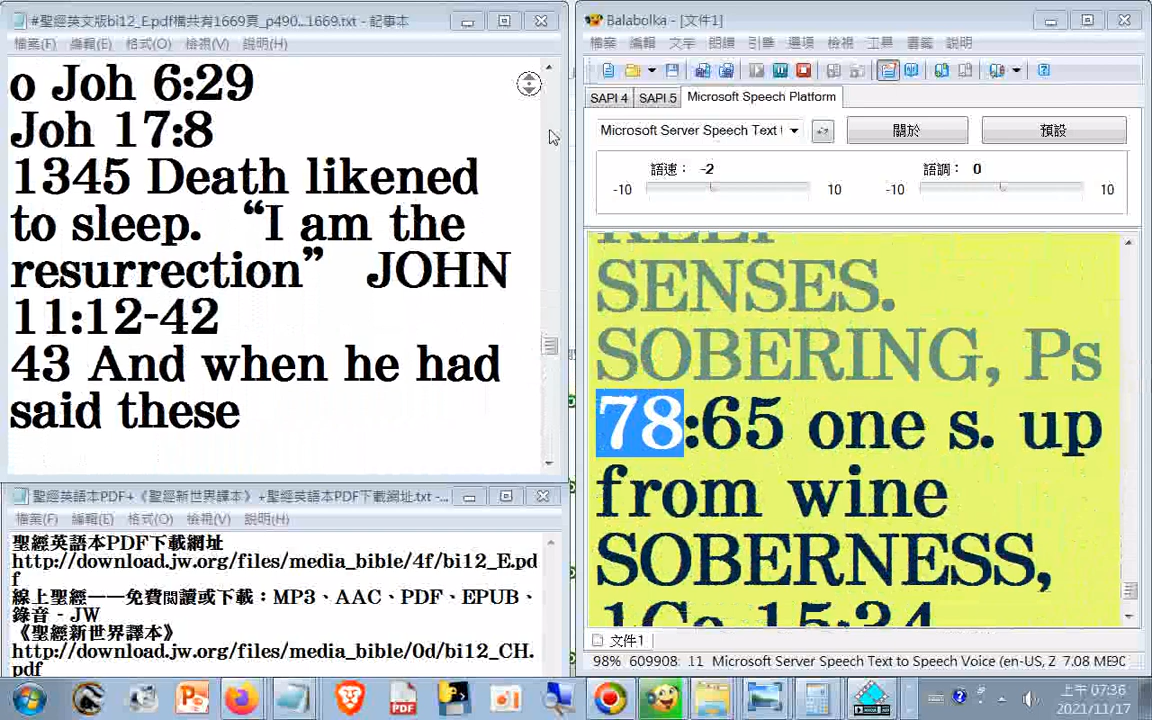 #聖經英文版bi12_E.pdf檔共有1669頁_p490..1669.txt - 記事本
檔案(F) 編輯(E) 格式(O) 檢視(V) 說明(H)
o Joh 6:29
Joh 17:8
1345 Death likened
to sleep. “I am the
resurrection” JOHN
11:12-42
43 And when he had
said these
聖經英語本PDF+《聖經新世界譯本》+聖經英語本PDF下載網址.txt - ...
檔案(F) 編輯(E) 格式(O) 檢視(V) 說明(H)
聖經英語本PDF下載網址
http://download.jw.org/files/media_bible/4f/bi12_E.pd
f
線上聖經——免費閱讀或下載：MP3、AAC、PDF、EPUB、
錄音 - JW
《聖經新世界譯本》
http://download.jw.org/files/media_bible/0d/bi12_CH.
pdf
Balabolka - [文件1]
檔案 編輯 文字 朗讀 引擎 選項 檢視 工具 書籤 說明
SAPI 4 SAPI 5 Microsoft Speech Platform
Microsoft Server Speech Text 關於 預設
語速： -2 語調： 0
-10 10 -10 10
KEEP
SENSES.
SOBERING, Ps
78:65 one s. up
from wine
SOBERNESS,
1Co 15:34
文件1
98% 609908: 11 Microsoft Server Speech Text to Speech Voice (en-US, Z 7.08 МЕ
PDF
上午 07:36
2021/11/17